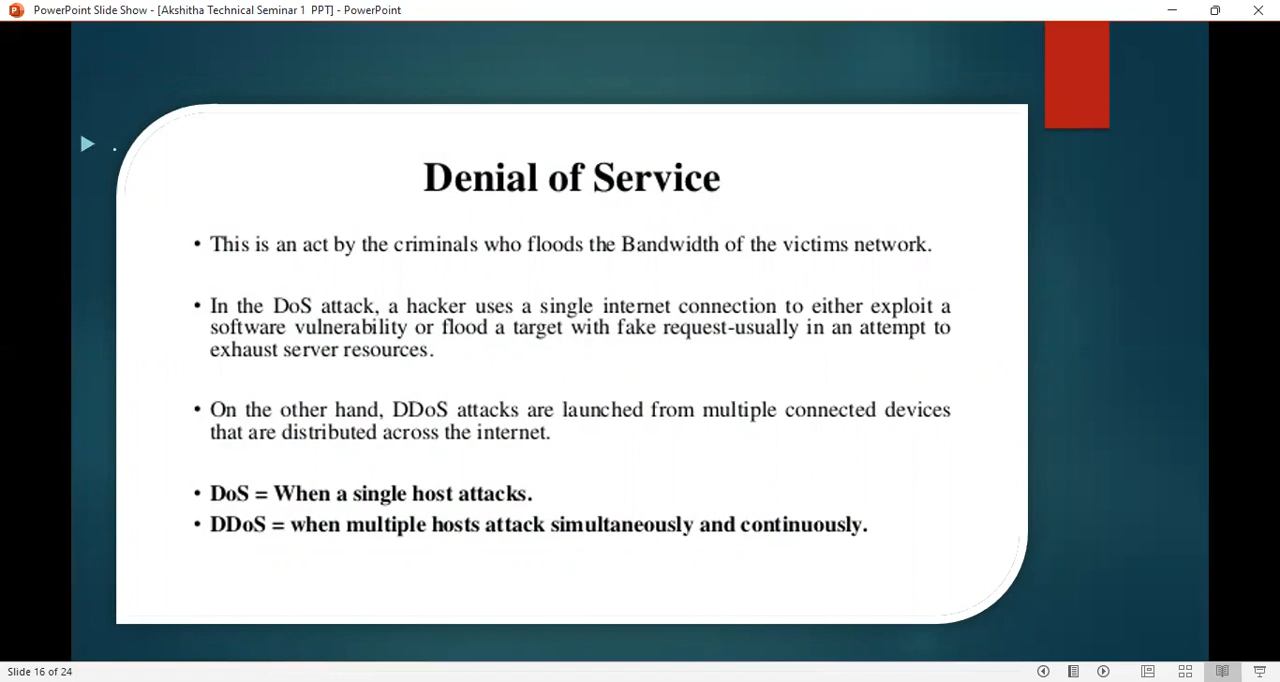 PowerPoint Slide Show - [Akshitha Technical Seminar 1 PPT] - PowerPoint
.
Denial of Service
• This is an act by the criminals who floods the Bandwidth of the victims network.
• In the DoS attack, a hacker uses a single internet connection to either exploit a
software vulnerability or flood a target with fake request-usually in an attempt to
exhaust server resources.
• On the other hand, DDoS attacks are launched from multiple connected devices
that are distributed across the internet.
• DoS = When a single host attacks.
• DDoS = when multiple hosts attack simultaneously and continuously.
Slide 16 of 24